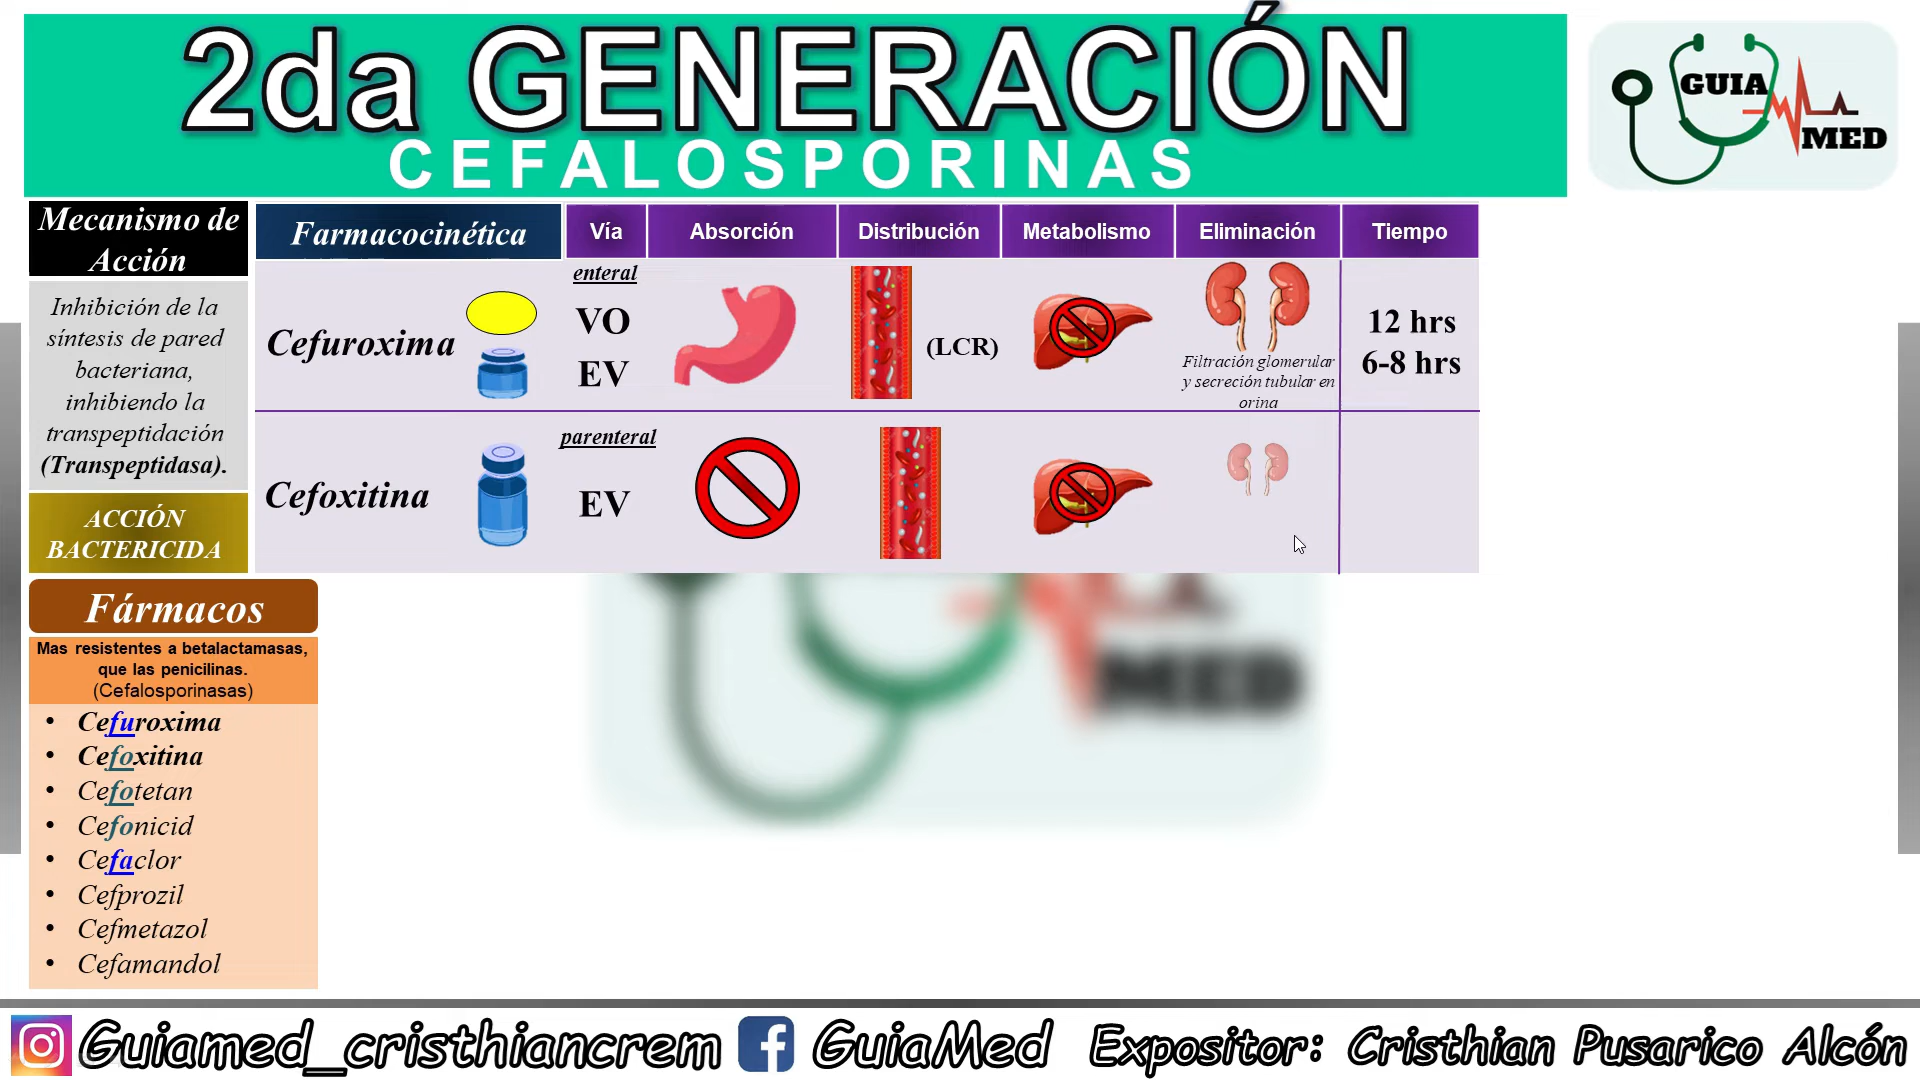 2da GENERACIÓN
CEFALOSPORINAS
GUIA
MED
Mecanismo de
Acción
Inhibición de la
síntesis de pared
bacteriana,
inhibiendo la
transpeptidación
(Transpeptidasa).
ACCIÓN
BACTERICIDA
Farmacocinética
Vía
Absorción
Distribución
Metabolismo
Eliminación
Tiempo
Cefuroxima
enteral
VO
EV
(LCR)
Filtración glomerular
y secreción tubular en
orina
12 hrs
6-8 hrs
Cefoxitina
parenteral
EV
Fármacos
Mas resistentes a betalactamasas,
que las penicilinas.
(Cefalosporinasas)
• Cefuroxima
• Cefoxitina
• Cefotetan
• Cefonicid
• Cefaclor
• Cefprozil
• Cefmetazol
• Cefamandol
MED
Guiamed_cristhiancrem
GuiaMed
Expositor: Cristhian Pusarico Alcón